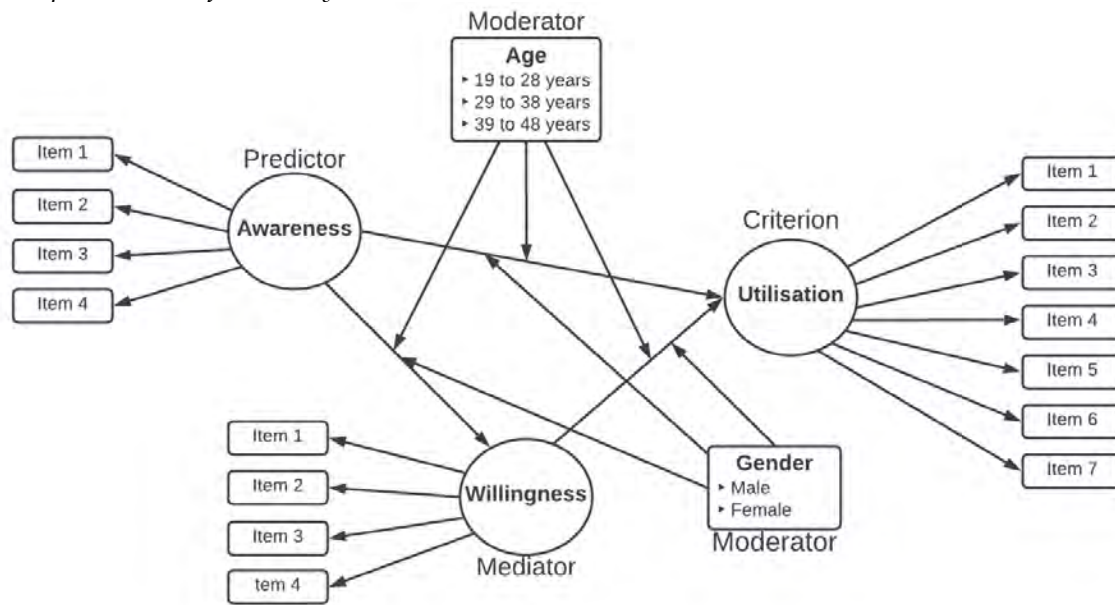 Moderator
Age
‣ 19 to 28 years
‣ 29 to 38 years
‣ 39 to 48 years
Predictor
Awareness
Item 1
Item 2
Item 3
Item 4
Criterion
Utilisation
Item 1
Item 2
Item 3
Item 4
Item 5
Item 6
Item 7
Item 1
Item 2
Item 3
tem 4
Willingness
Mediator
Gender
‣ Male
‣ Female
Moderator